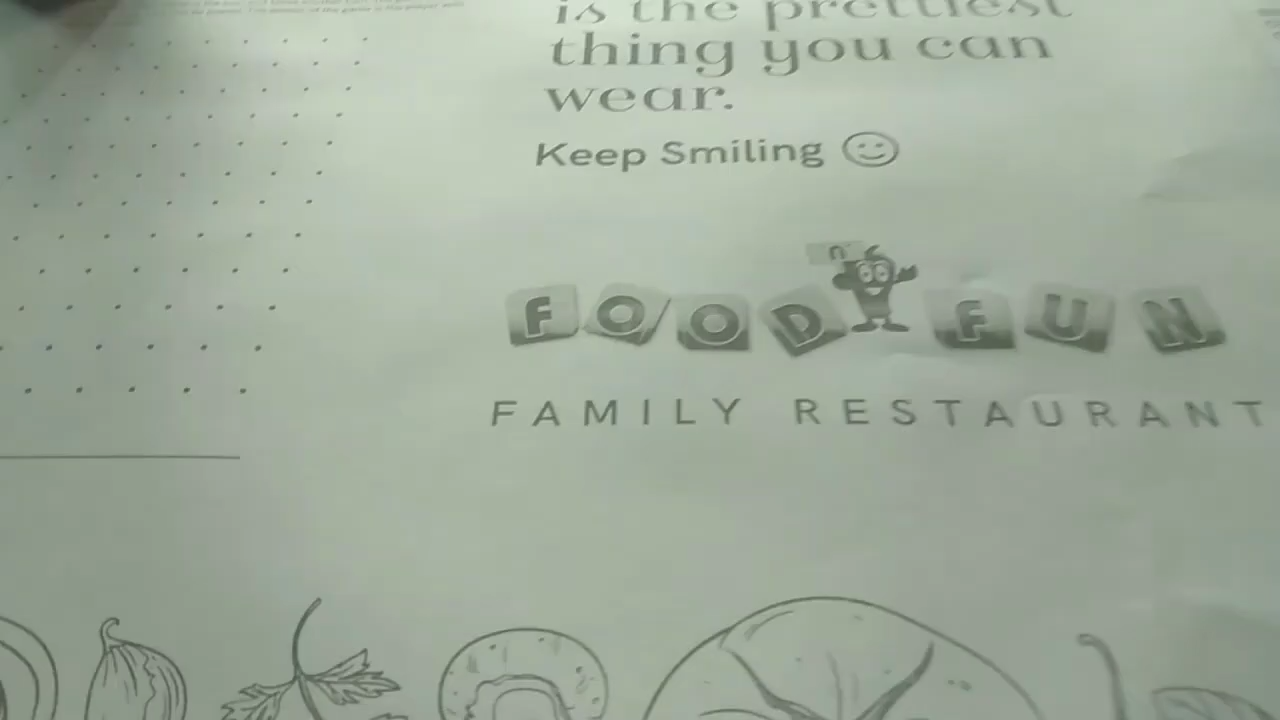 is the prettiest
thing you can
wear.
Keep Smiling
n
FOOD FUN
FAMILY RESTAURANT